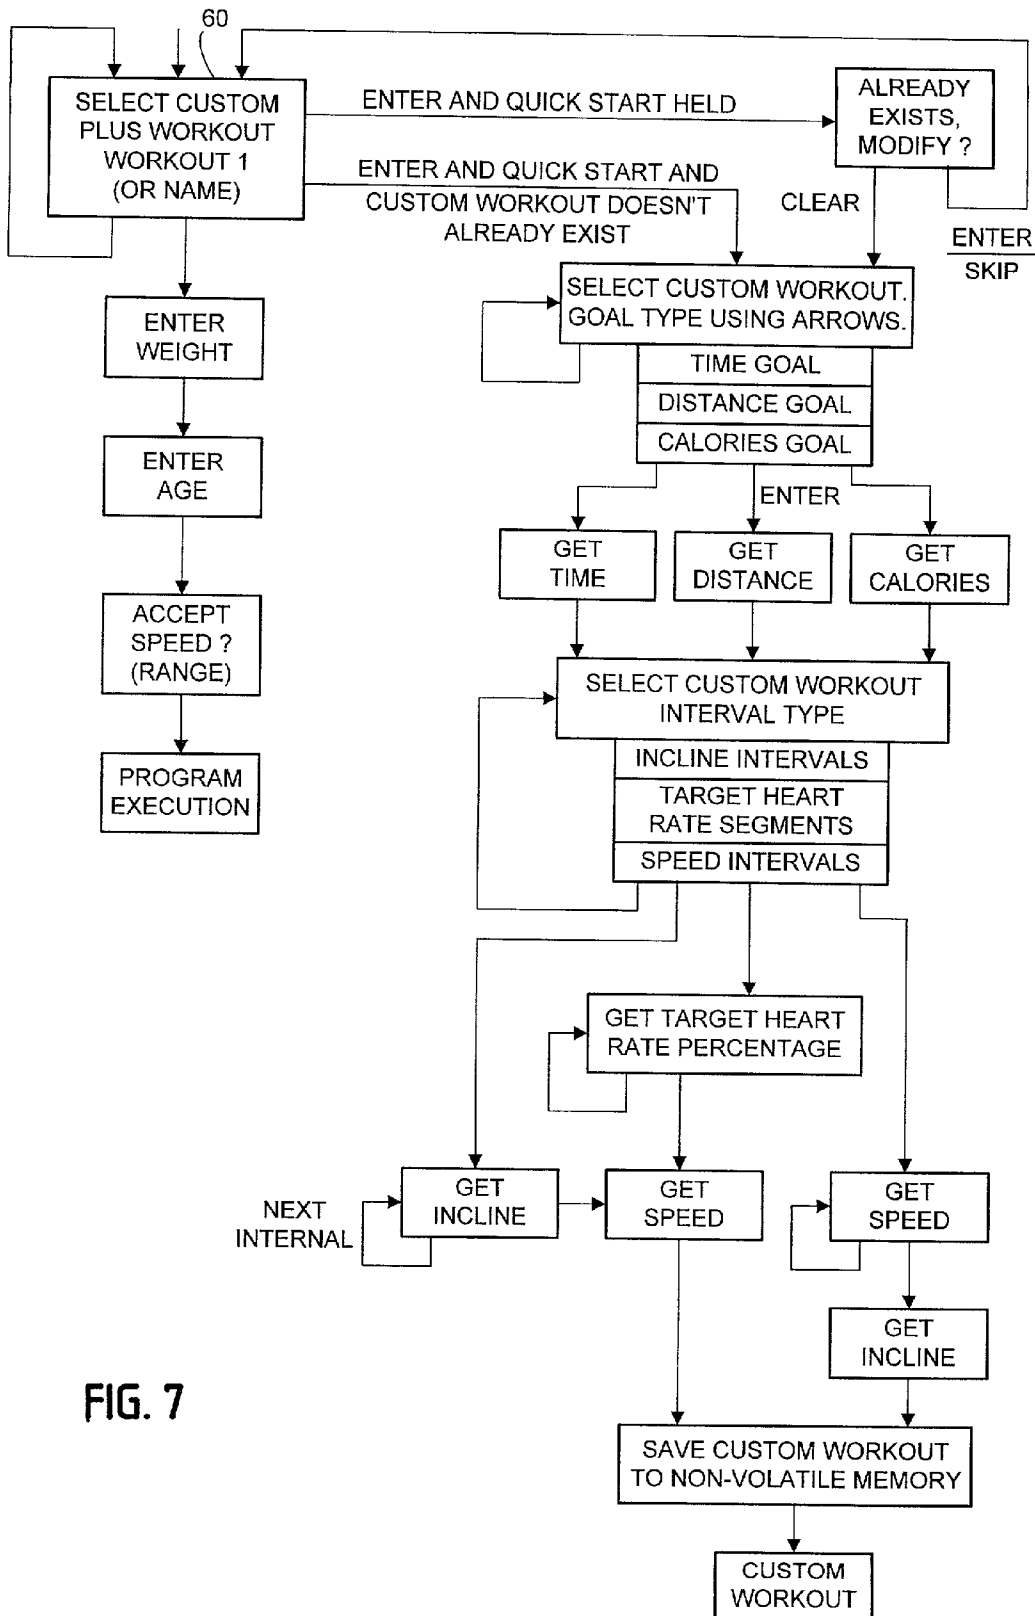 60
SELECT CUSTOM
PLUS WORKOUT
WORKOUT 1
(OR NAME)
ENTER AND QUICK START HELD
ALREADY
EXISTS,
MODIFY ?
ENTER AND QUICK START AND
CUSTOM WORKOUT DOESN'T
ALREADY EXIST
CLEAR
ENTER
SKIP
ENTER
WEIGHT
SELECT CUSTOM WORKOUT.
GOAL TYPE USING ARROWS.
TIME GOAL
DISTANCE GOAL
CALORIES GOAL
ENTER
AGE
ENTER
GET
TIME
GET
DISTANCE
GET
CALORIES
ACCEPT
SPEED ?
(RANGE)
SELECT CUSTOM WORKOUT
INTERVAL TYPE
INCLINE INTERVALS
TARGET HEART
RATE SEGMENTS
SPEED INTERVALS
PROGRAM
EXECUTION
GET TARGET HEART
RATE PERCENTAGE
NEXT
INTERNAL
GET
INCLINE
GET
SPEED
GET
SPEED
GET
INCLINE
FIG. 7
SAVE CUSTOM WORKOUT
TO NON-VOLATILE MEMORY
CUSTOM
WORKOUT